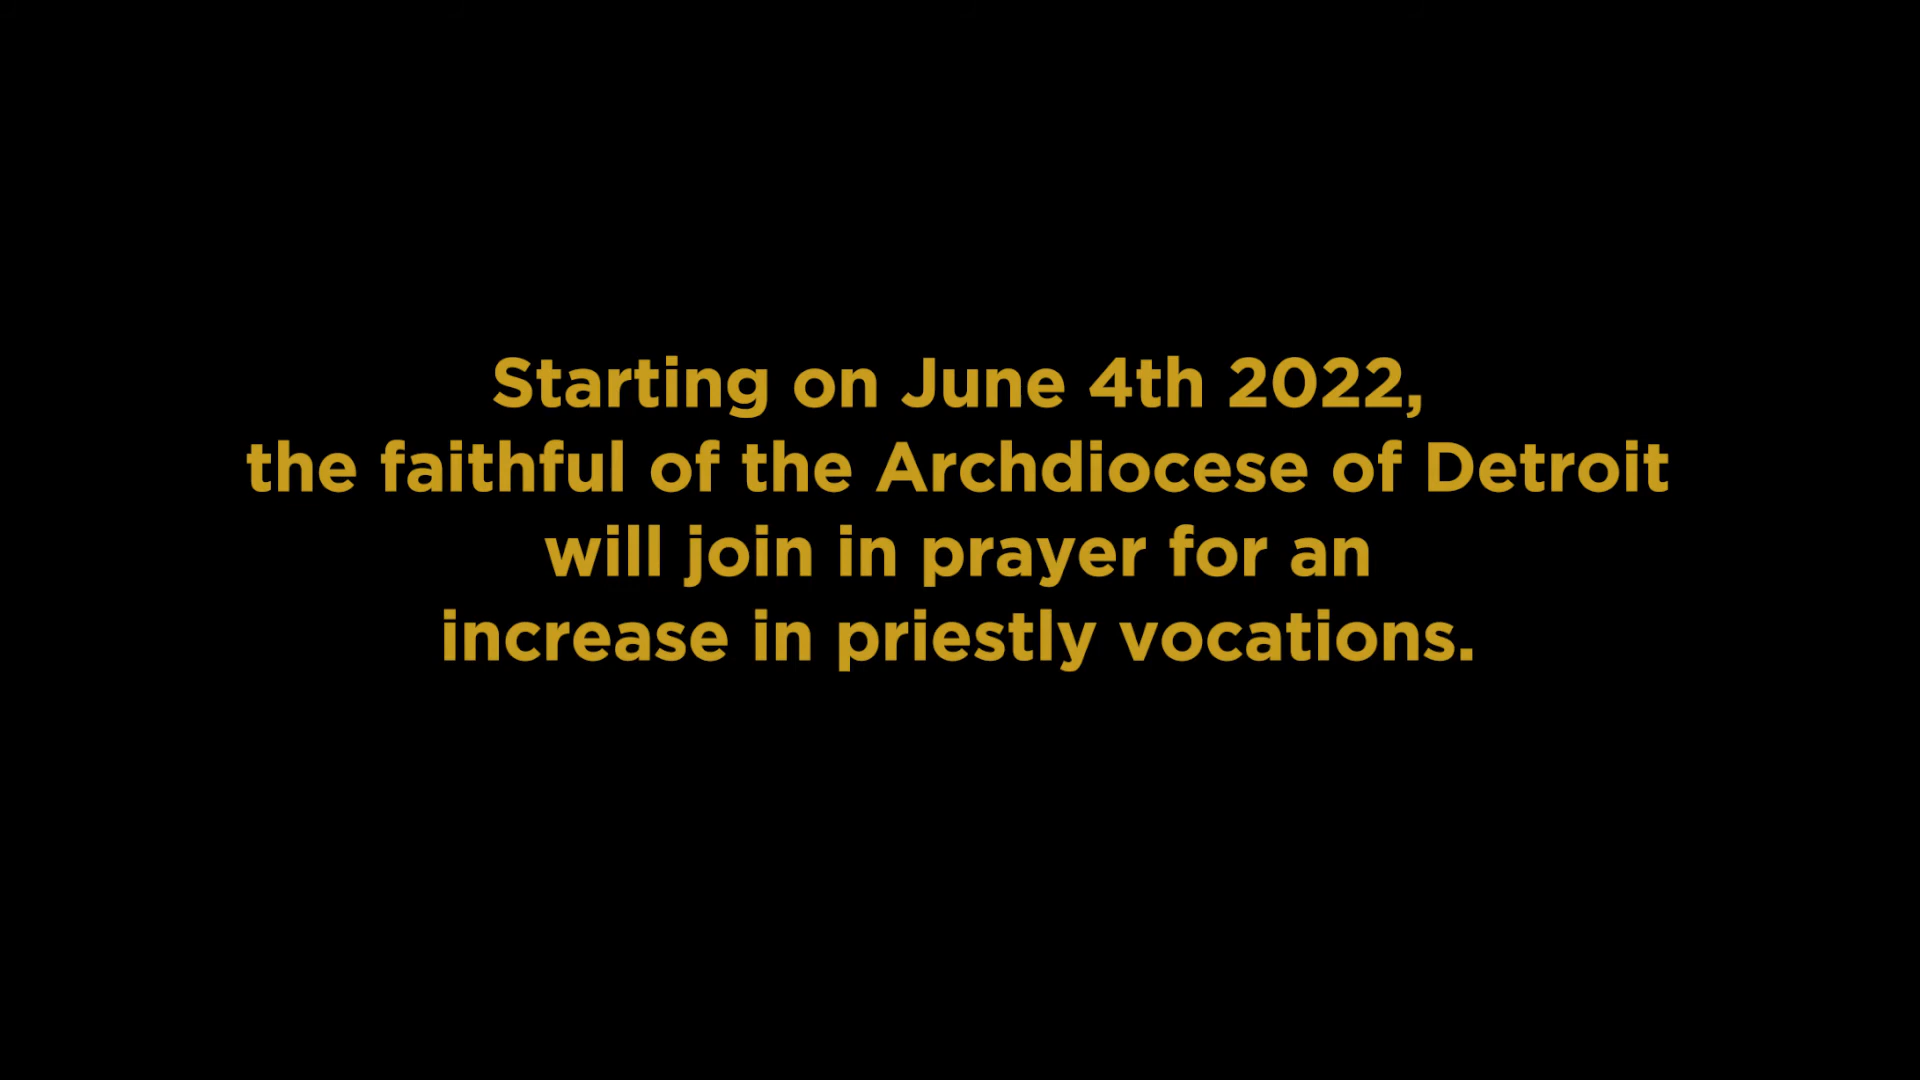 Starting on June 4th 2022,
the faithful of the Archdiocese of Detroit
will join in prayer for an
increase in priestly vocations.